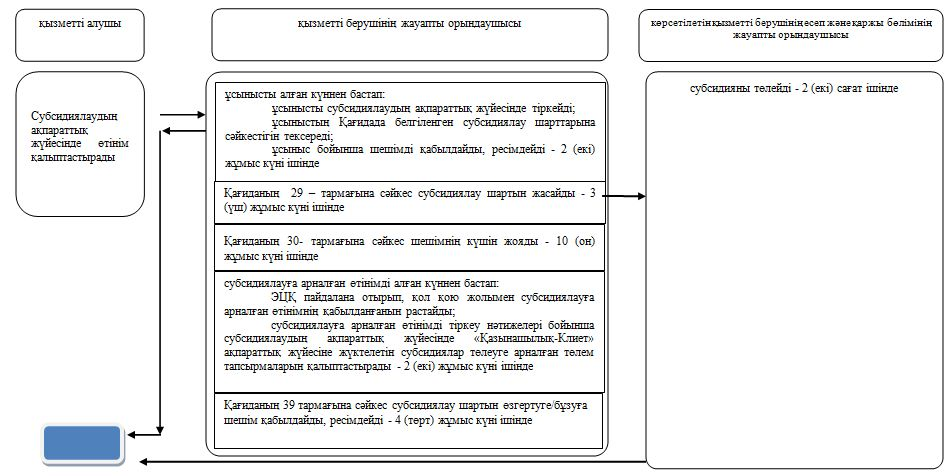 қызметті алушы
қызметті берушінің жауапты орындаушысы
көрсетілетін қызметті берушінің есеп және қаржы бөлімінің
жауапты орындаушысы
Субсидиялаудың
ақпараттық
жүйесінде өтінім
қалыптастырады
ұсынысты алған күннен бастап:
ұсынысты субсидиялаудың ақпараттық жүйесінде тіркейді;
ұсыныстың Қағидада белгіленген субсидиялау шарттарына
сәйкестігін тексереді;
ұсыныс бойынша шешімді қабылдайды, ресімдейді - 2 (екі)
жұмыс күні ішінде
Қағиданың 29 – тармағына сәйкес субсидиялау шартын жасайды - 3
(үш) жұмыс күні ішінде
Қағиданың 30- тармағына сәйкес шешімнің күшін жояды - 10 (он)
жұмыс күні ішінде
субсидиялауға арналған өтінімді алған күннен бастап:
ЭЦҚ пайдалана отырып, қол қою жолымен субсидиялауға
арналған өтінімнің қабылданғанын растайды;
субсидиялауға арналған өтінімді тіркеу нәтижелері бойынша
субсидиялаудың ақпараттық жүйесінде «Қазынашылық-Клиет»
ақпараттық жүйесіне жүктелетін субсидиялар төлеуге арналған төлем
тапсырмаларын қалыптастырады - 2 (екі) жұмыс күні ішінде
Қағиданың 39 тармағына сәйкес субсидиялау шартын өзгертуге/бұзуға
шешім қабылдайды, ресімдейді - 4 (төрт) жұмыс күні ішінде
субсидияны төлейді - 2 (екі) сағат ішінде